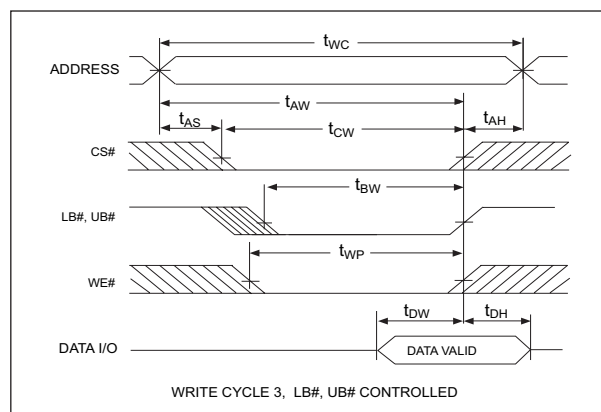 tWC
ADDRESS
tAW
tAS
tCW
tAH
CS#
tBW
LB#, UB#
tWP
WE#
tDW
tDH
DATA I/O
DATA VALID
WRITE CYCLE 3, LB#, UB# CONTROLLED